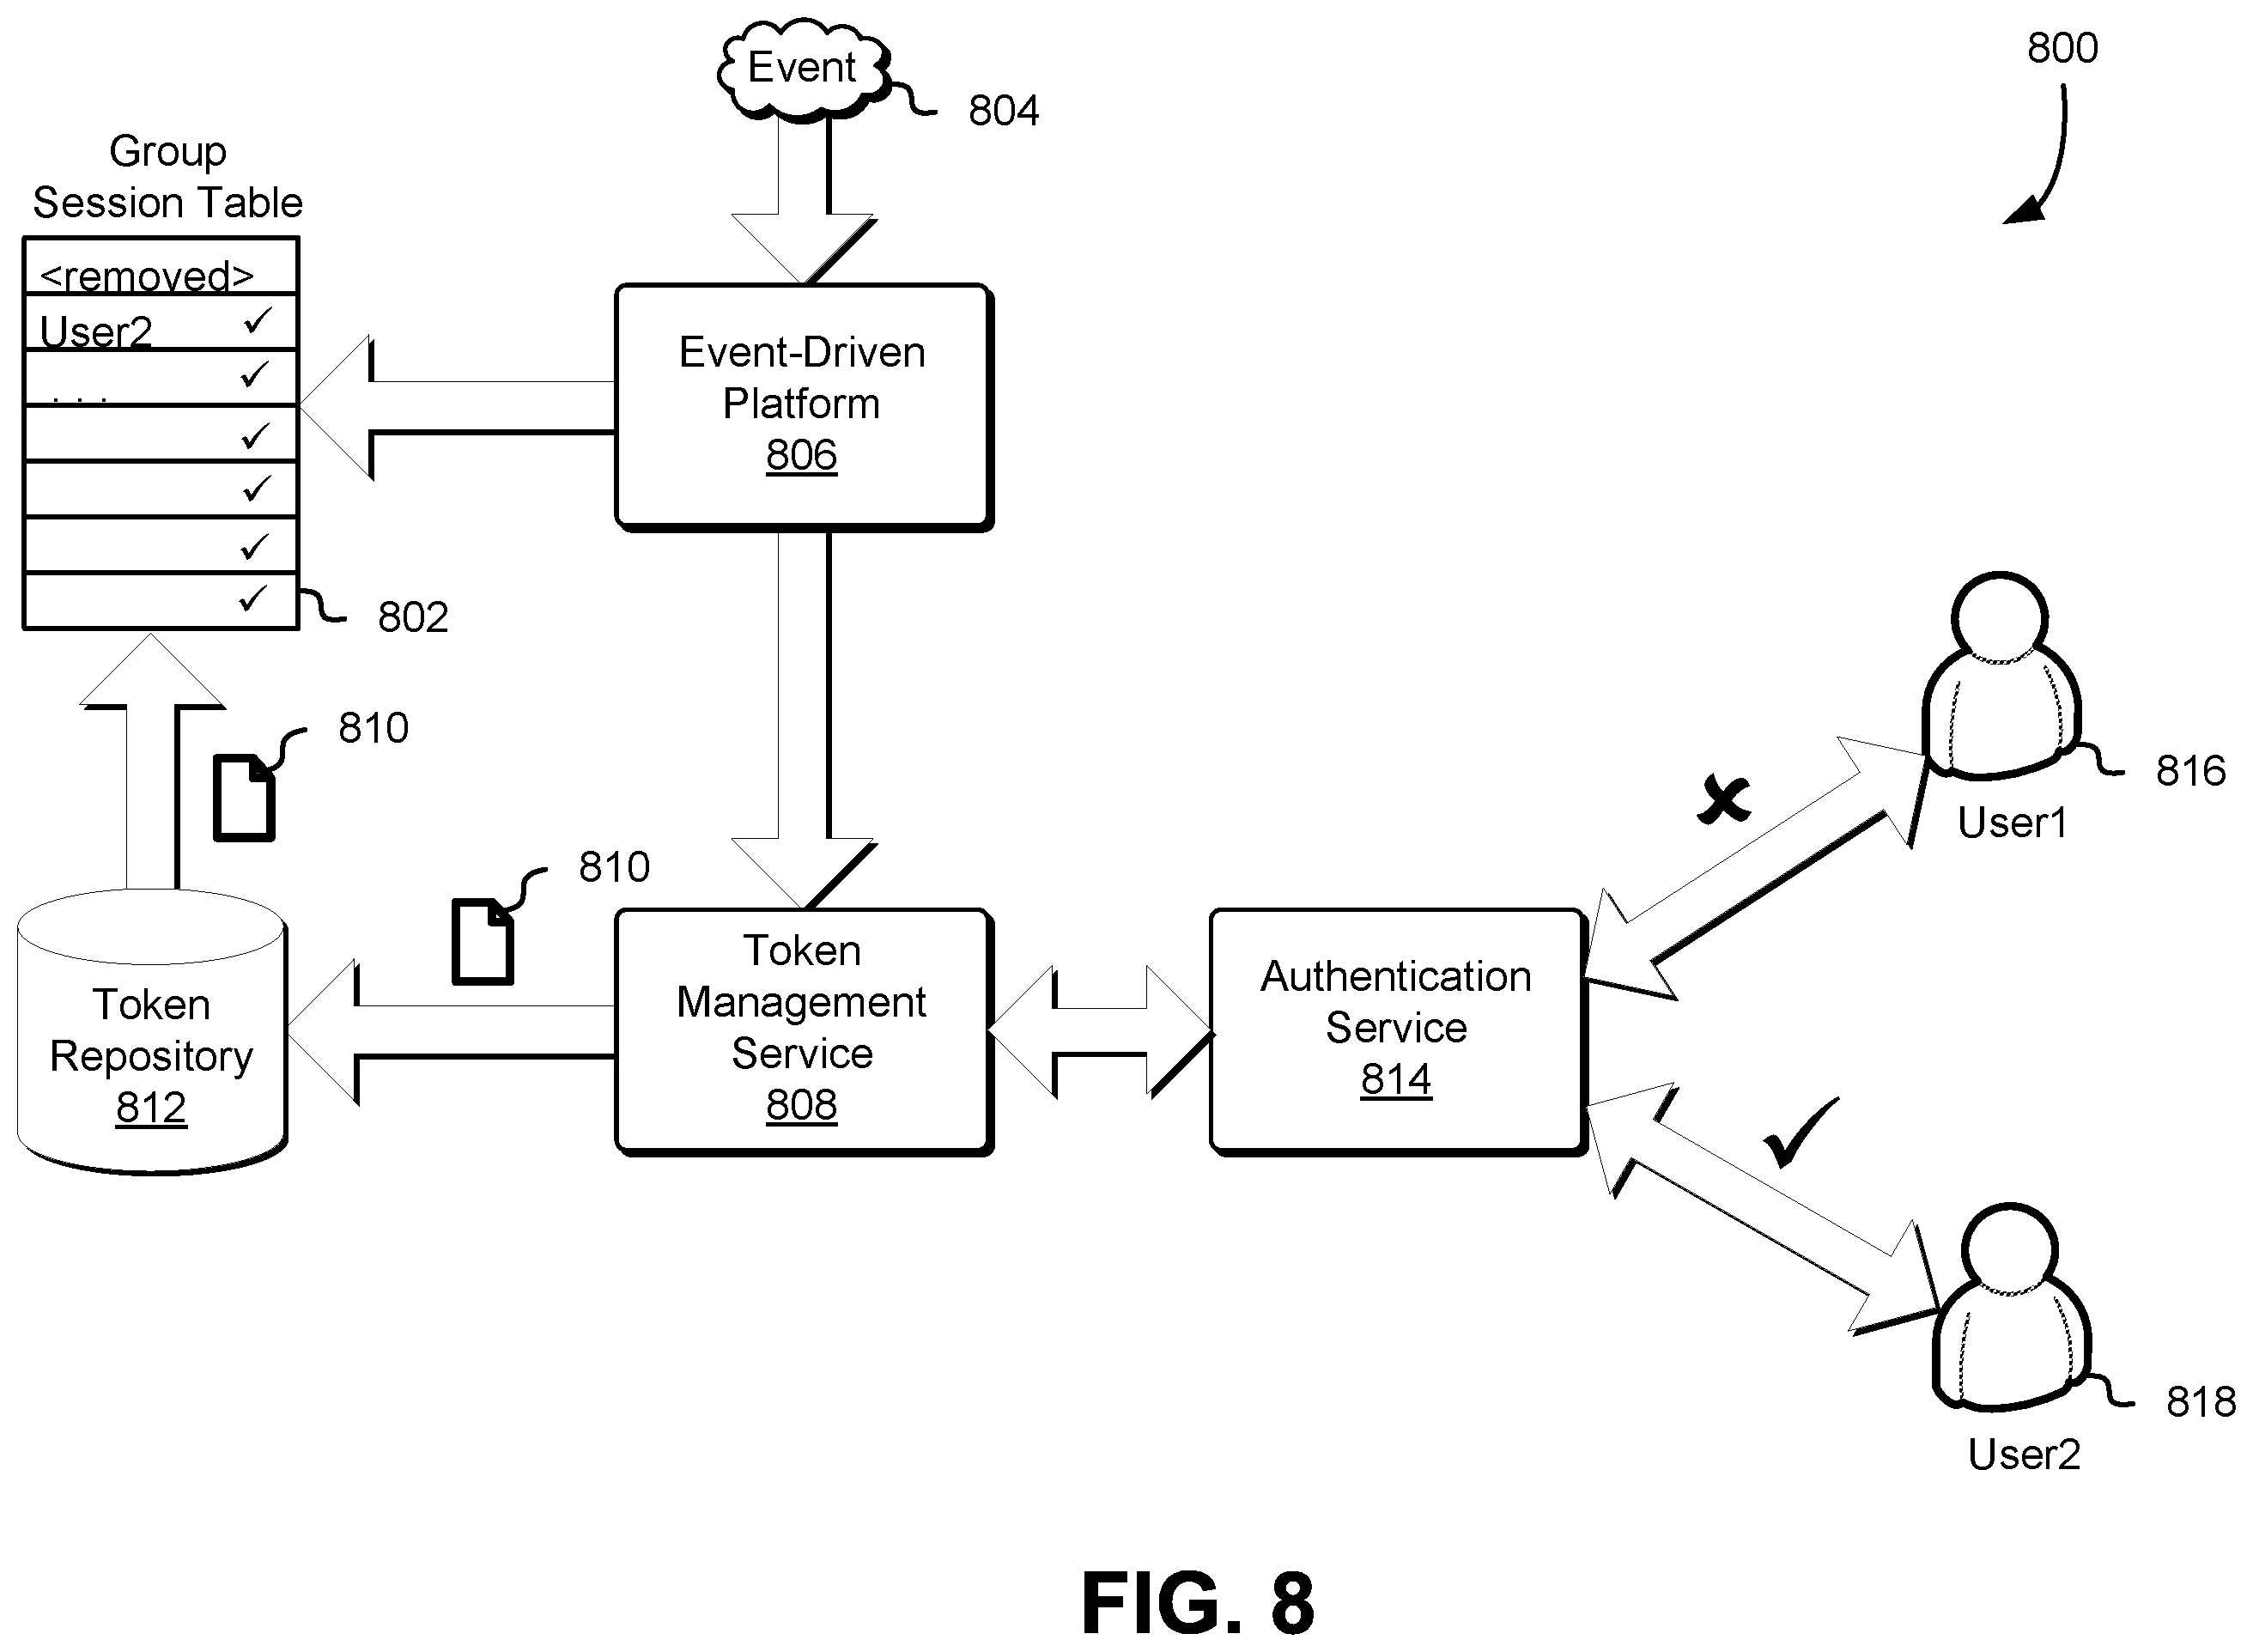 Event
804
800
Group
Session Table
<removed>
User2 ✓
. . . ✓
✓
✓
✓
✓
802
Event-Driven
Platform
806
810
810
816
User1
Token
Repository
812
Token
Management
Service
808
Authentication
Service
814
818
User2
FIG. 8